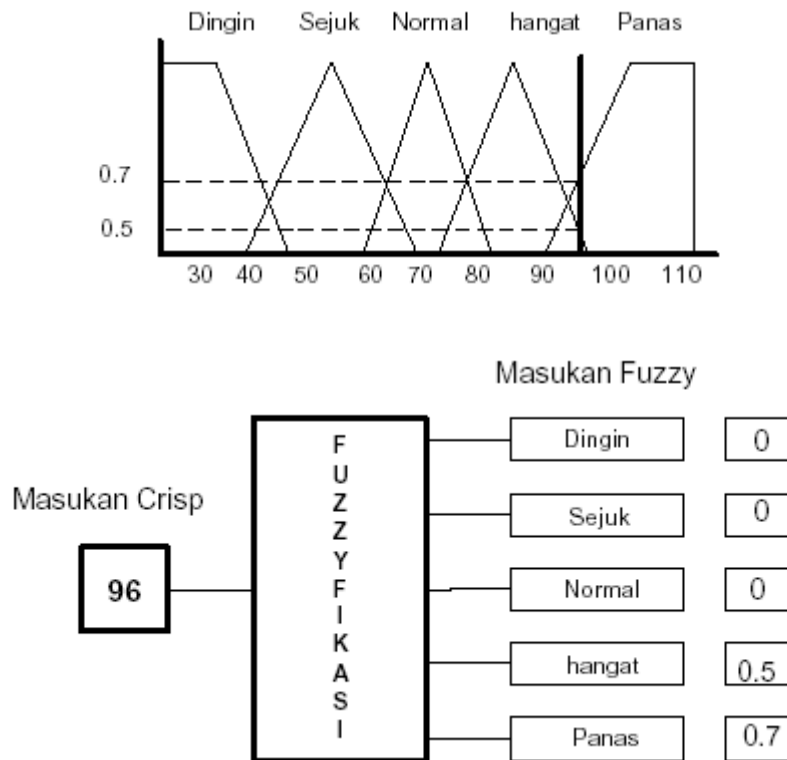 Dingin Sejuk Normal hangat Panas
0.7
0.5
30 40 50 60 70 80 90 100 110
Masukan Fuzzy
Masukan Crisp
96
FUZZYFIKASI
Dingin 0
Sejuk 0
Normal 0
hangat 0.5
Panas 0.7